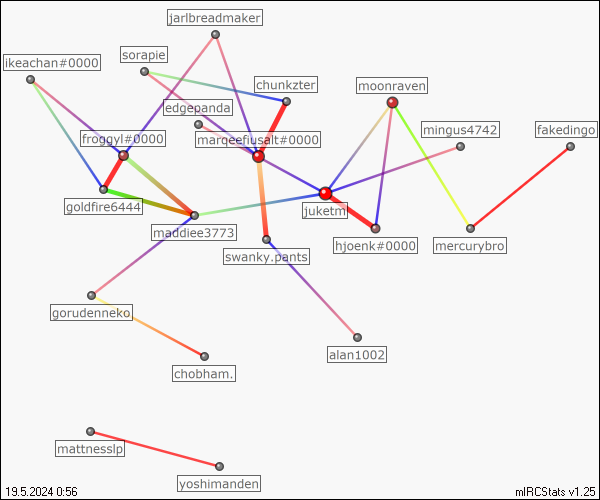 jarlbreadmaker
sorapie
ikeachan#0000
chunkzter
moonraven
edgepanda
mingus4742
fakedingo
froggyl#0000
marqeefiusalt#0000
goldfire6444
juketm
maddiee3773
hjoenk#0000
mercurybro
swanky.pants
gorudenneko
alan1002
chobham.
mattnesslp
yoshimanden
19.5.2024 0:56
mIRCStats v1.25